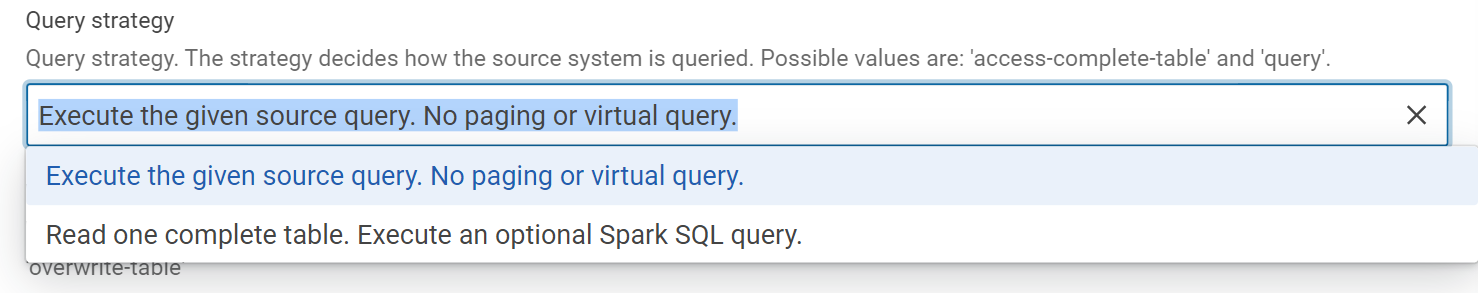 Query strategy
Query strategy. The strategy decides how the source system is queried. Possible values are: 'access-complete-table' and 'query'.
Execute the given source query. No paging or virtual query.
Execute the given source query. No paging or virtual query.
Read one complete table. Execute an optional Spark SQL query.
'overwrite-table'